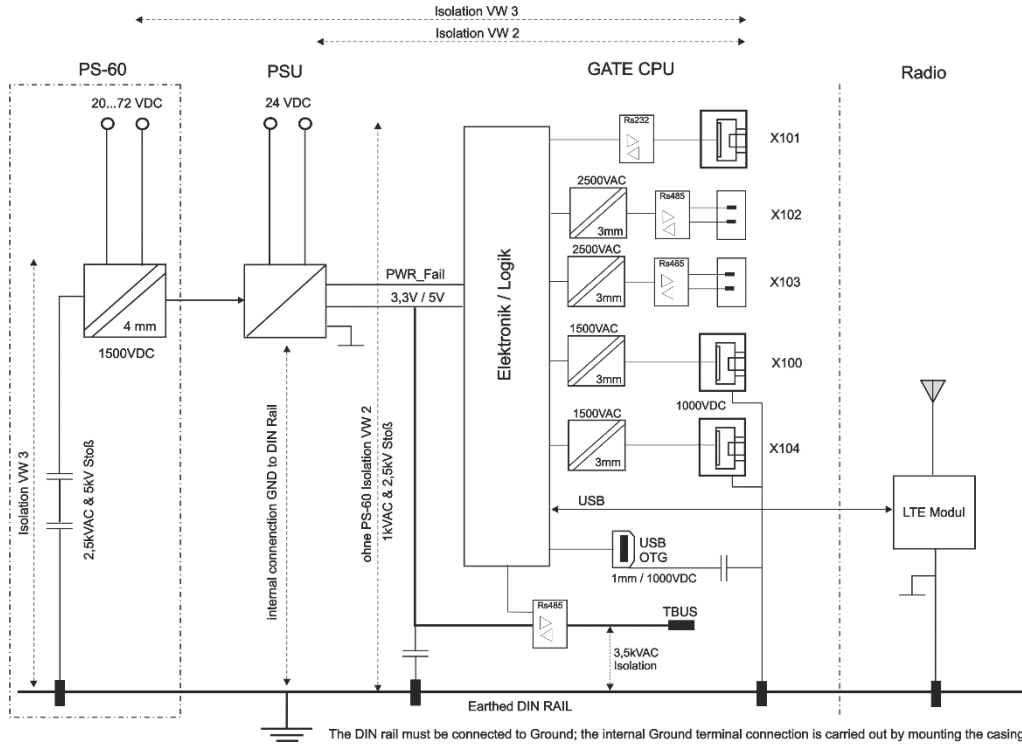 Isolation VW 3
Isolation VW 2
PS-60
PSU
GATE CPU
Radio
20...72 VDC
24 VDC
4 mm
1500VDC
Isolation VW 3
2,5kVAC & 5kV Stoß
internal connenction GND to DIN Rail
ohne PS-60 Isolation VW 2
1kVAC & 2,5kV Stoß
PWR_Fail
3,3V / 5V
Elektronik / Logik
Rs232
X101
2500VAC
3mm
Rs485
X102
2500VAC
3mm
Rs485
X103
1500VAC
3mm
X100
1000VDC
1500VAC
3mm
X104
USB
LTE Modul
USB
OTG
1mm / 1000VDC
Rs485
TBUS
3,5kVAC
Isolation
Earthed DIN RAIL
The DIN rail must be connected to Ground; the internal Ground terminal connection is carried out by mounting the casing